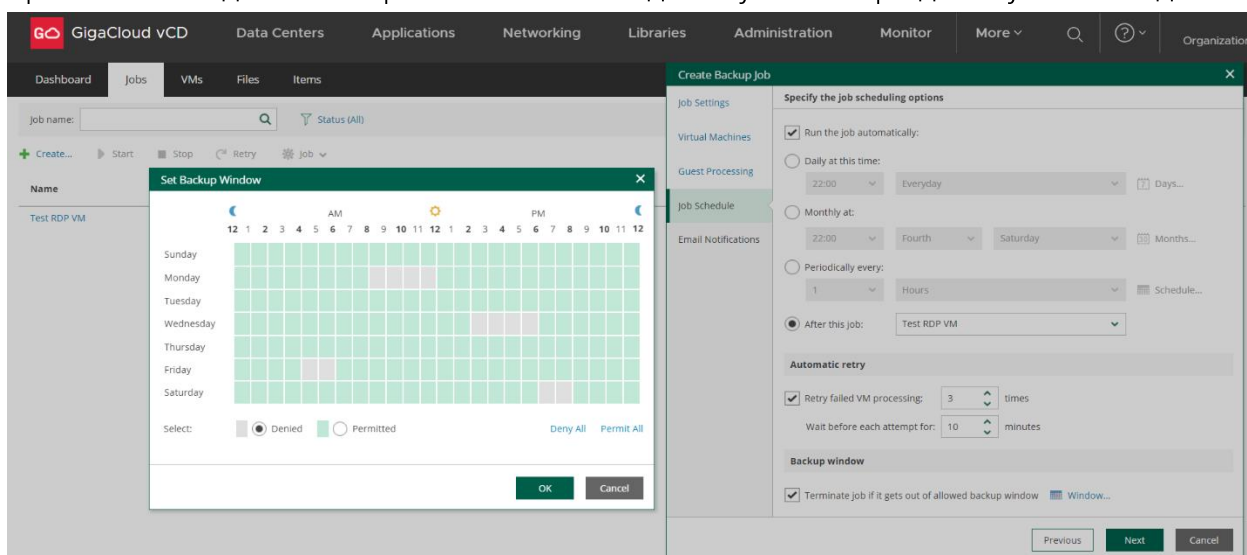 GigaCloud vCD Data Centers Applications Networking Libraries Administration Monitor More Organization
Dashboard Jobs VMs Files Items
Job name: Status (All)
Create... Start Stop Retry Job
Name
Test RDP VM
Set Backup Window
AM PM
12 1 2 3 4 5 6 7 8 9 10 11 12 1 2 3 4 5 6 7 8 9 10 11 12
Sunday
Monday
Tuesday
Wednesday
Thursday
Friday
Saturday
Select: Denied Permitted Deny All Permit All
OK Cancel
Create Backup Job
Job Settings
Virtual Machines
Guest Processing
Job Schedule
Email Notifications
Specify the job scheduling options
Run the job automatically:
Daily at this time:
22:00 Everyday Days...
Monthly at:
22:00 Fourth Saturday Months...
Periodically every:
1 Hours Schedule...
After this job: Test RDP VM
Automatic retry
Retry failed VM processing: 3 times
Wait before each attempt for: 10 minutes
Backup window
Terminate job if it gets out of allowed backup window Window...
Previous Next Cancel